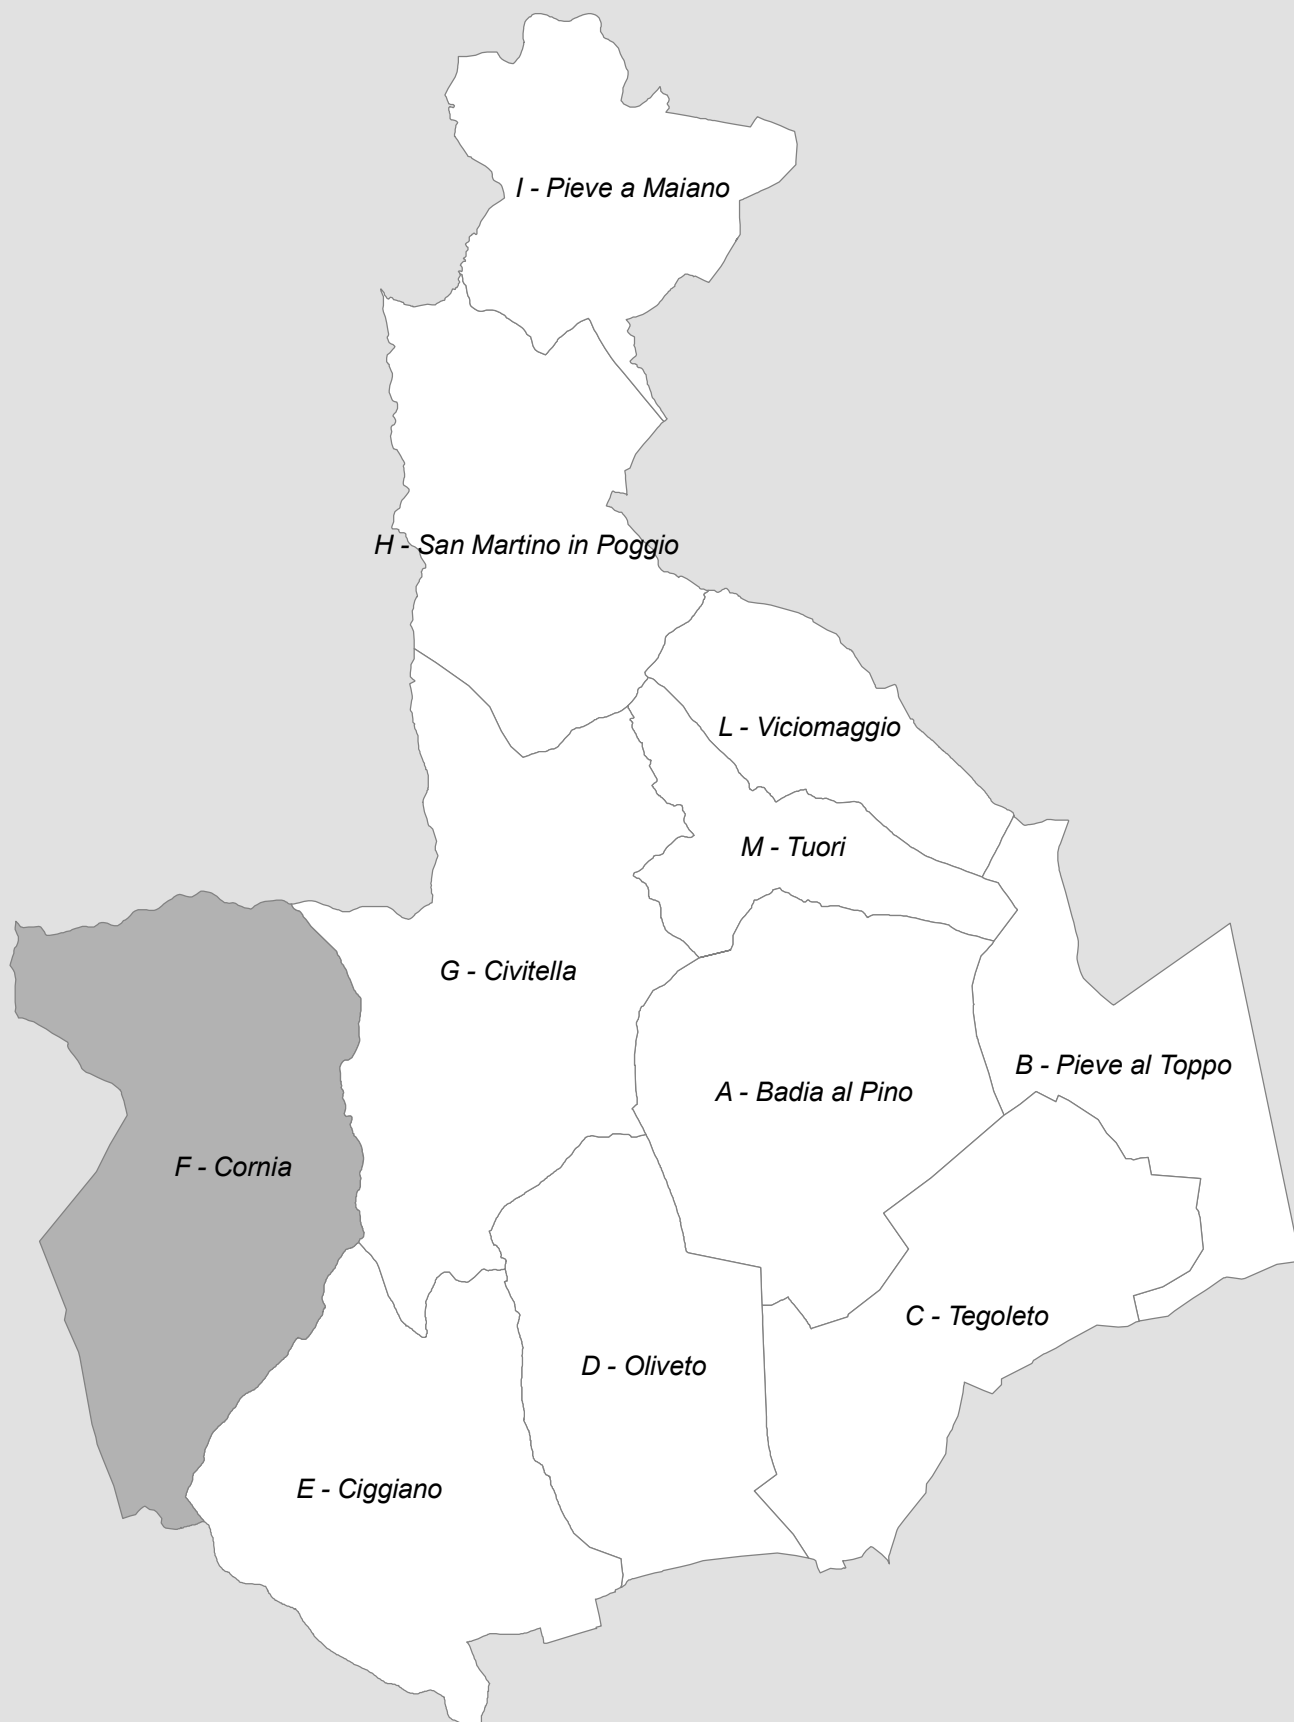 I - Pieve a Maiano
H - San Martino in Poggio
L - Viciomaggio
M - Tuori
G - Civitella
B - Pieve al Toppo
A - Badia al Pino
F - Cornia
C - Tegoleto
D - Oliveto
E - Ciggiano